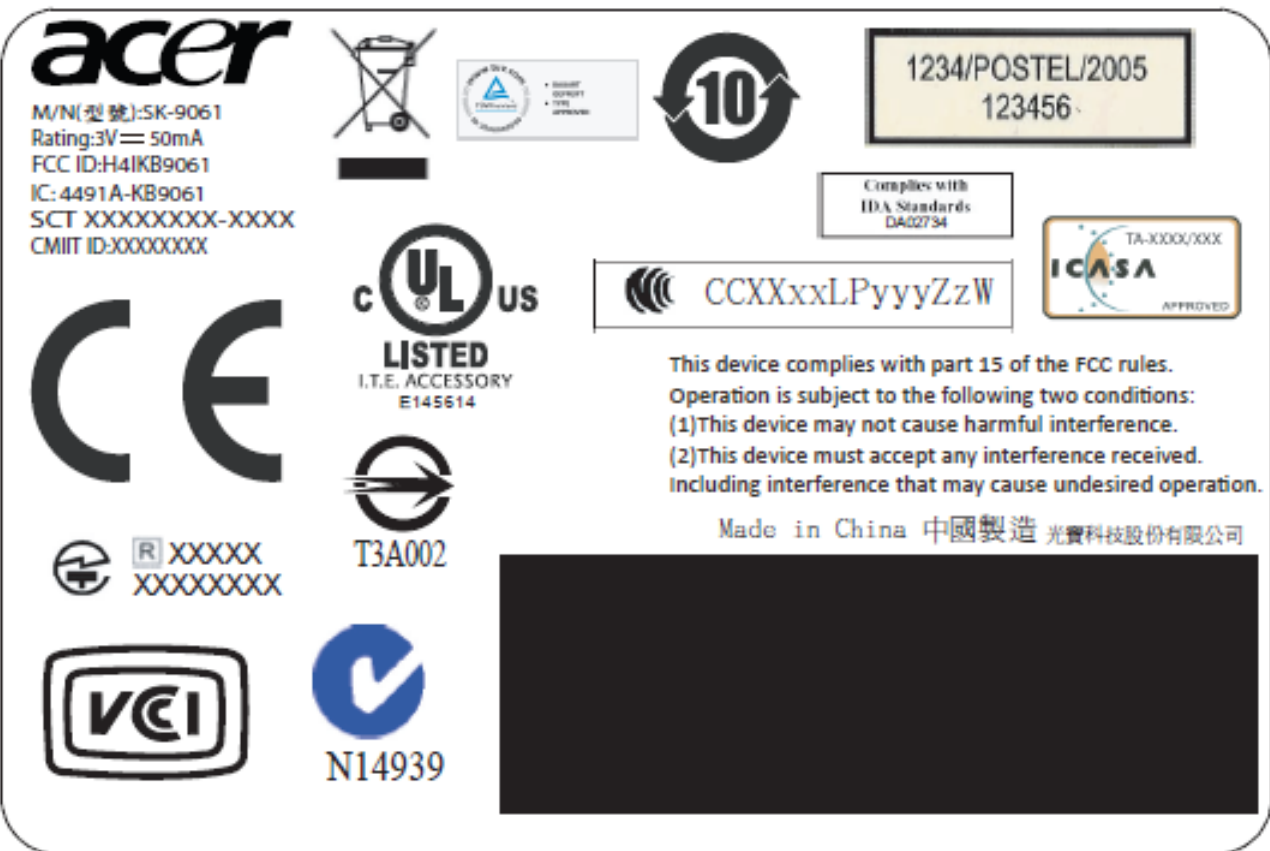 acer
M/N(型號):SK-9061
Rating:3V⎓50mA
FCC ID:H4IKB9061
IC: 4491A-KB9061
SCT XXXXXXXX-XXXX
CMIIT ID:XXXXXXXX
10
1234/POSTEL/2005
123456
Complies with
IDA Standards
DA02734
TA-XXXX/XXX
ICASA
APPROVED
C UL US
LISTED
I.T.E. ACCESSORY
E145614
CCXXxxLPyyyZzW
CE
This device complies with part 15 of the FCC rules.
Operation is subject to the following two conditions:
(1)This device may not cause harmful interference.
(2)This device must accept any interference received.
Including interference that may cause undesired operation.
Made in China 中國製造 光寶科技股份有限公司
T3A002
R XXXXX
XXXXXXXX
VCCI
N14939